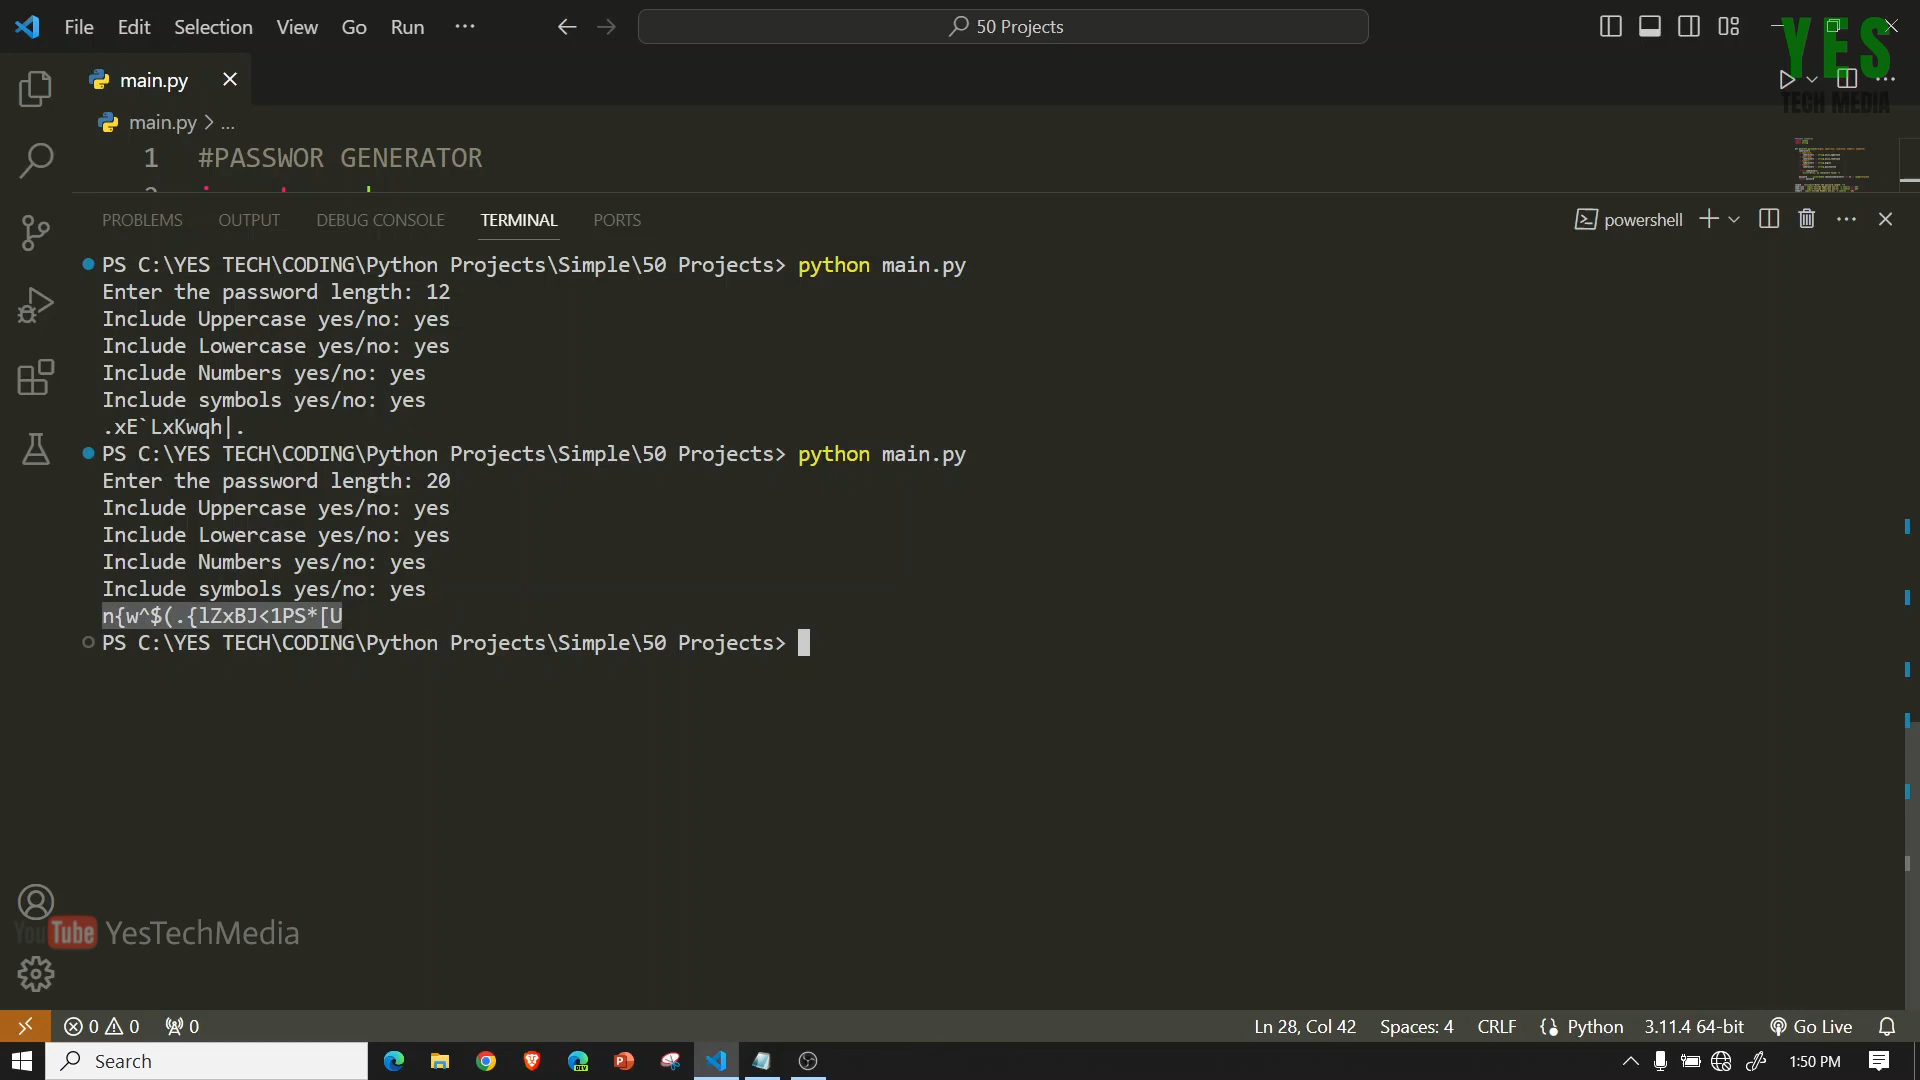 File Edit Selection View Go Run ··· 50 Projects
YES
TECH MEDIA
main.py
main.py > ...
1 #PASSWOR GENERATOR
PROBLEMS OUTPUT DEBUG CONSOLE TERMINAL PORTS powershell
PS C:\YES TECH\CODING\Python Projects\Simple\50 Projects> python main.py
Enter the password length: 12
Include Uppercase yes/no: yes
Include Lowercase yes/no: yes
Include Numbers yes/no: yes
Include symbols yes/no: yes
.xE`LxKwqh|.
PS C:\YES TECH\CODING\Python Projects\Simple\50 Projects> python main.py
Enter the password length: 20
Include Uppercase yes/no: yes
Include Lowercase yes/no: yes
Include Numbers yes/no: yes
Include symbols yes/no: yes
n{w^$(.{lZxBJ<1PS*[U
PS C:\YES TECH\CODING\Python Projects\Simple\50 Projects>
YouTube YesTechMedia
0 0 0 Ln 28, Col 42 Spaces: 4 CRLF Python 3.11.4 64-bit Go Live
Search 1:50 PM